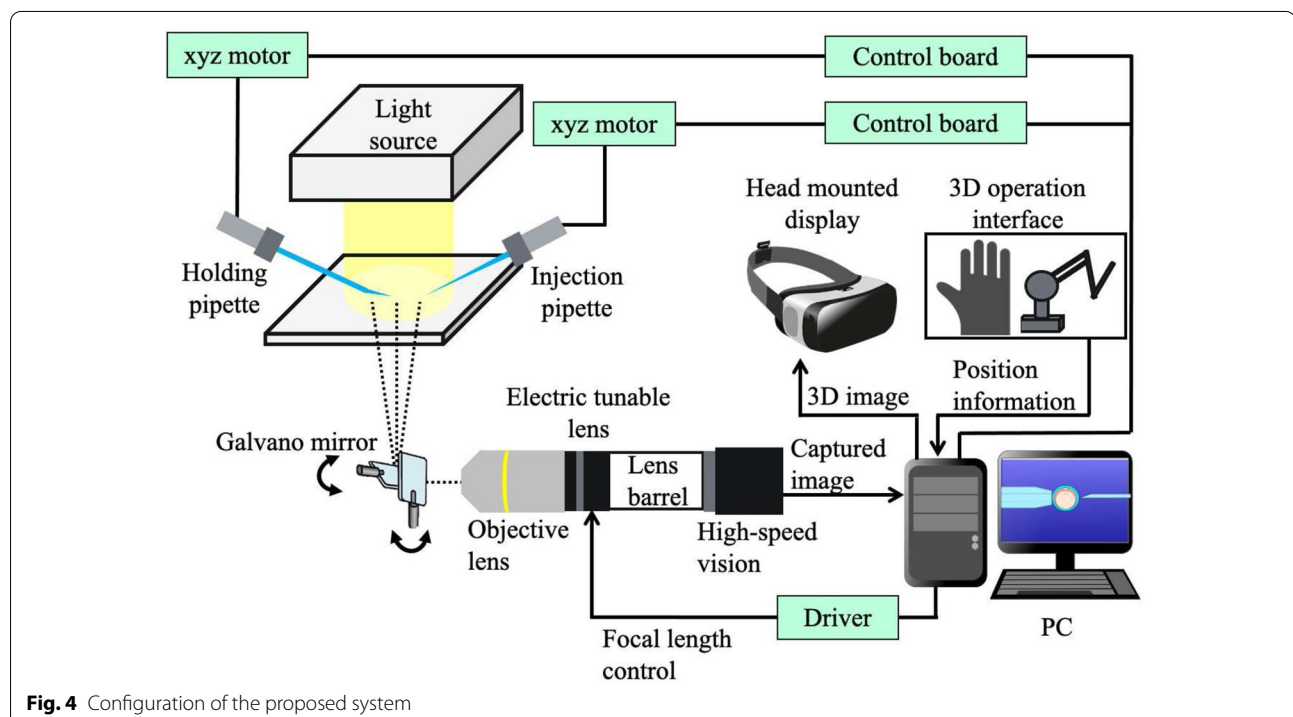 xyz motor
Control board
Light
source
xyz motor
Control board
Head mounted
display
3D operation
interface
Holding
pipette
Injection
pipette
3D image
Position
information
Electric tunable
lens
Galvano mirror
Lens
barrel
Captured
image
Objective
lens
High-speed
vision
Driver
PC
Focal length
control
Fig. 4 Configuration of the proposed system